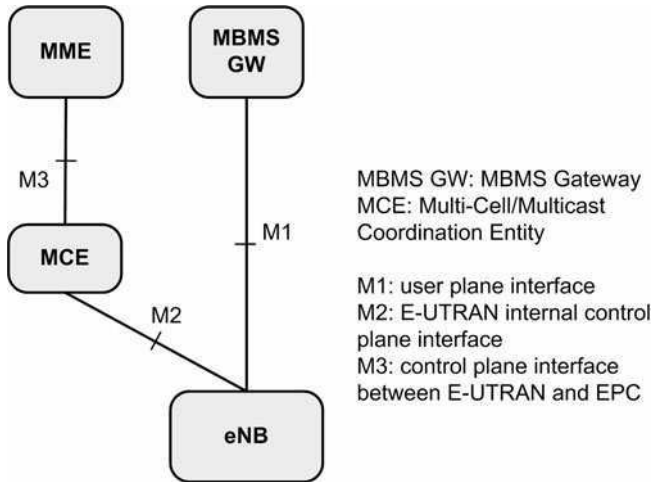 MME
MBMS
GW
M3
M1
MCE
M2
eNB
MBMS GW: MBMS Gateway
MCE: Multi-Cell/Multicast
Coordination Entity
M1: user plane interface
M2: E-UTRAN internal control
plane interface
M3: control plane interface
between E-UTRAN and EPC